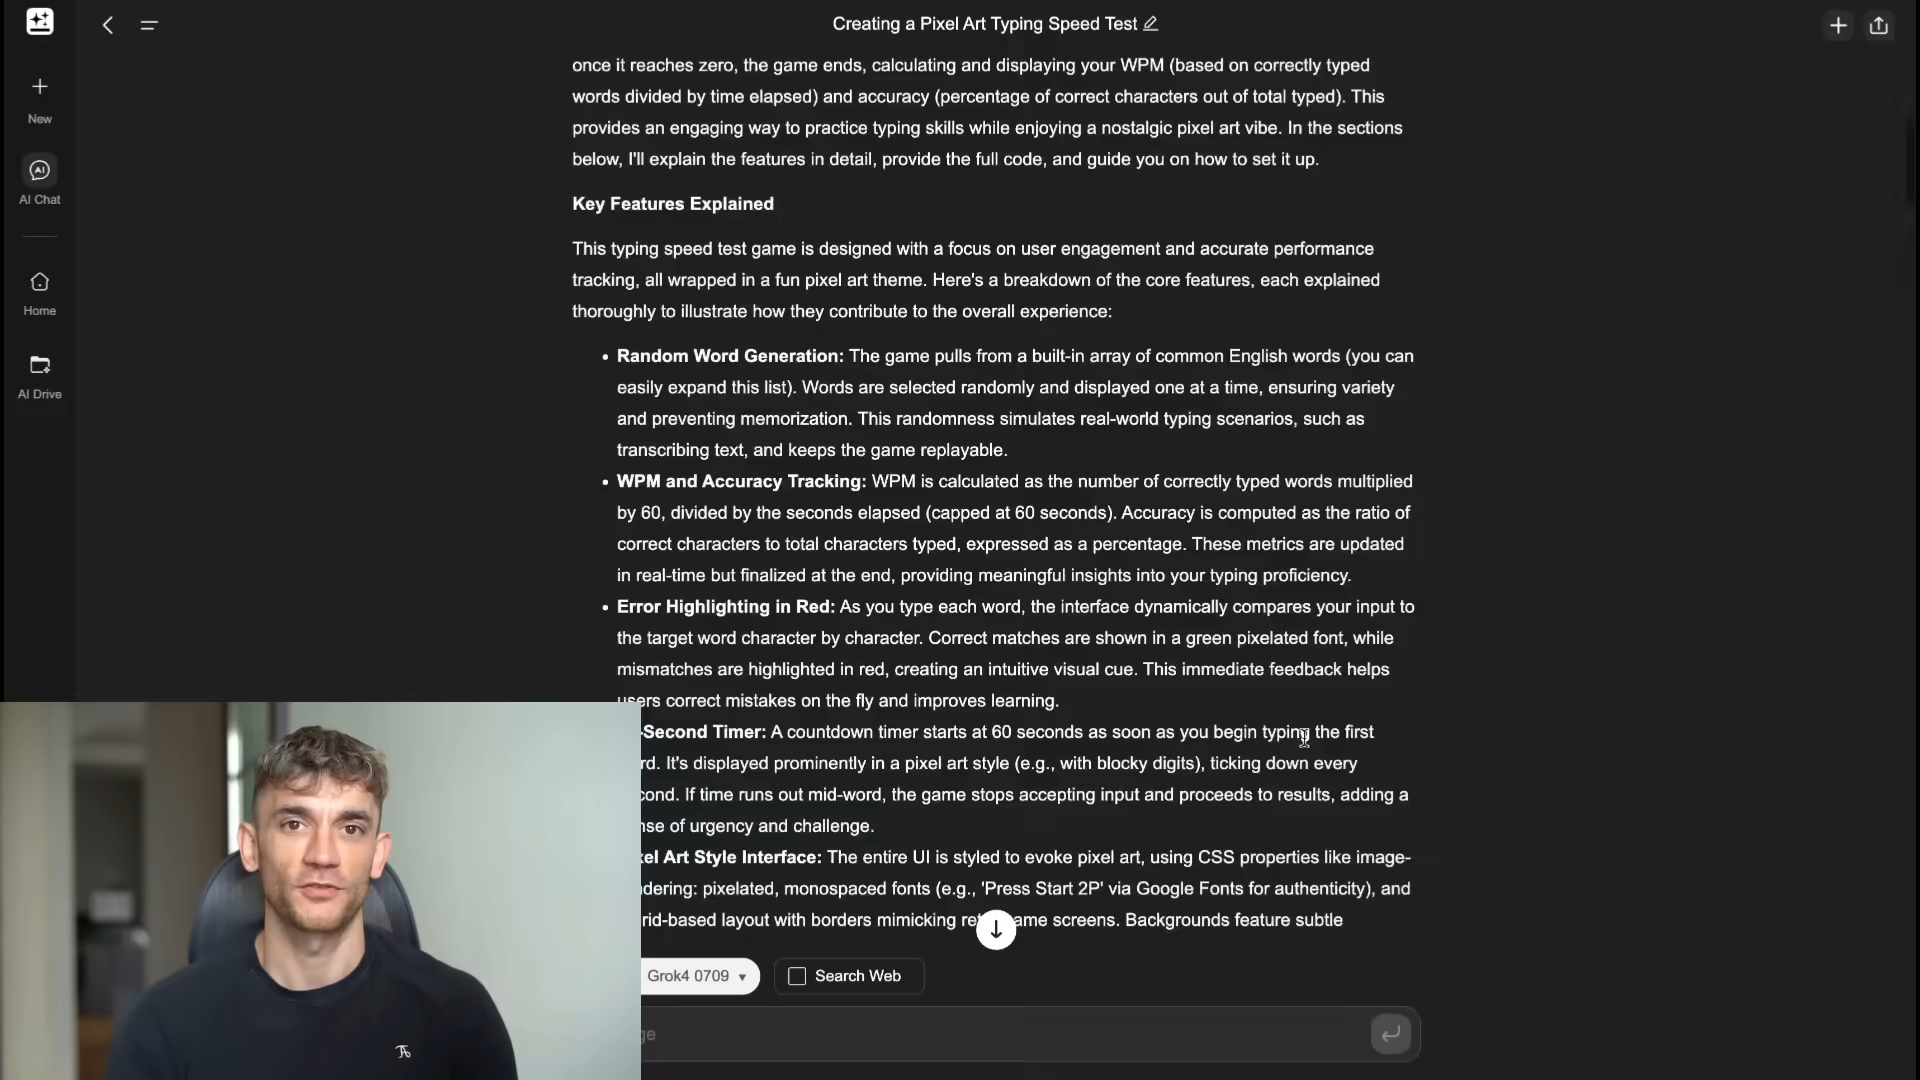 Creating a Pixel Art Typing Speed Test
New
AI Chat
Home
AI Drive
once it reaches zero, the game ends, calculating and displaying your WPM (based on correctly typed
words divided by time elapsed) and accuracy (percentage of correct characters out of total typed). This
provides an engaging way to practice typing skills while enjoying a nostalgic pixel art vibe. In the sections
below, I'll explain the features in detail, provide the full code, and guide you on how to set it up.
Key Features Explained
This typing speed test game is designed with a focus on user engagement and accurate performance
tracking, all wrapped in a fun pixel art theme. Here's a breakdown of the core features, each explained
thoroughly to illustrate how they contribute to the overall experience:
• Random Word Generation: The game pulls from a built-in array of common English words (you can
easily expand this list). Words are selected randomly and displayed one at a time, ensuring variety
and preventing memorization. This randomness simulates real-world typing scenarios, such as
transcribing text, and keeps the game replayable.
• WPM and Accuracy Tracking: WPM is calculated as the number of correctly typed words multiplied
by 60, divided by the seconds elapsed (capped at 60 seconds). Accuracy is computed as the ratio of
correct characters to total characters typed, expressed as a percentage. These metrics are updated
in real-time but finalized at the end, providing meaningful insights into your typing proficiency.
• Error Highlighting in Red: As you type each word, the interface dynamically compares your input to
the target word character by character. Correct matches are shown in a green pixelated font, while
mismatches are highlighted in red, creating an intuitive visual cue. This immediate feedback helps
users correct mistakes on the fly and improves learning.
-Second Timer: A countdown timer starts at 60 seconds as soon as you begin typing the first
rd. It's displayed prominently in a pixel art style (e.g., with blocky digits), ticking down every
cond. If time runs out mid-word, the game stops accepting input and proceeds to results, adding a
nse of urgency and challenge.
xel Art Style Interface: The entire UI is styled to evoke pixel art, using CSS properties like image-
dering: pixelated, monospaced fonts (e.g., 'Press Start 2P' via Google Fonts for authenticity), and
rid-based layout with borders mimicking ret ame screens. Backgrounds feature subtle
Grok4 0709
Search Web
ge